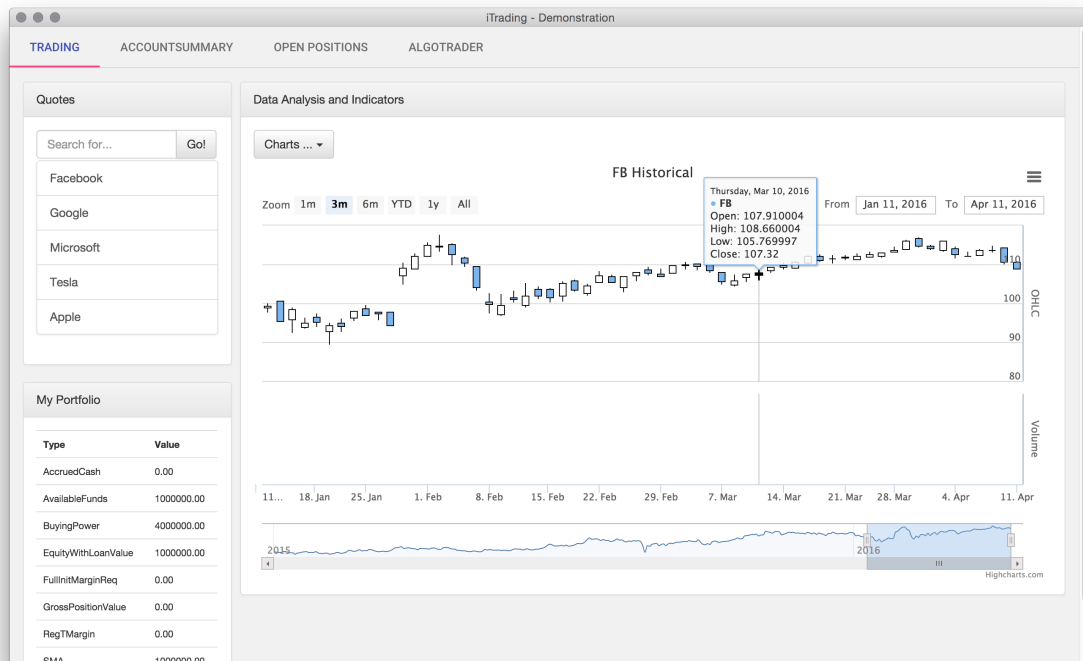 iTrading - Demonstration
TRADING ACCOUNTSUMMARY OPEN POSITIONS ALGOTRADER
Quotes
Search for... Go!
Facebook
Google
Microsoft
Tesla
Apple
My Portfolio
Type Value
AccruedCash 0.00
AvailableFunds 1000000.00
BuyingPower 4000000.00
EquityWithLoanValue 1000000.00
FullInitMarginReq 0.00
GrossPositionValue 0.00
RegTMargin 0.00
SMA 1000000.00
Data Analysis and Indicators
Charts ...
FB Historical
Zoom 1m 3m 6m YTD 1y All
From Jan 11, 2016 To Apr 11, 2016
Thursday, Mar 10, 2016
FB
Open: 107.910004
High: 108.660004
Low: 105.769997
Close: 107.32
110
100
90
80
OHLC
Volume
11... 18. Jan 25. Jan 1. Feb 8. Feb 15. Feb 22. Feb 29. Feb 7. Mar 14. Mar 21. Mar 28. Mar 4. Apr 11. Apr
2015 2016
Highcharts.com